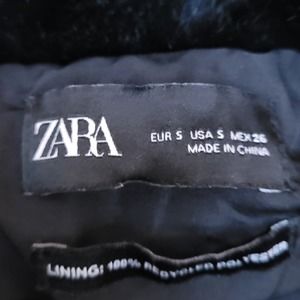 ZARA
EUR S USA S MEX 26
MADE IN CHINA
LINING: 100% RECYCLED POLYESTER